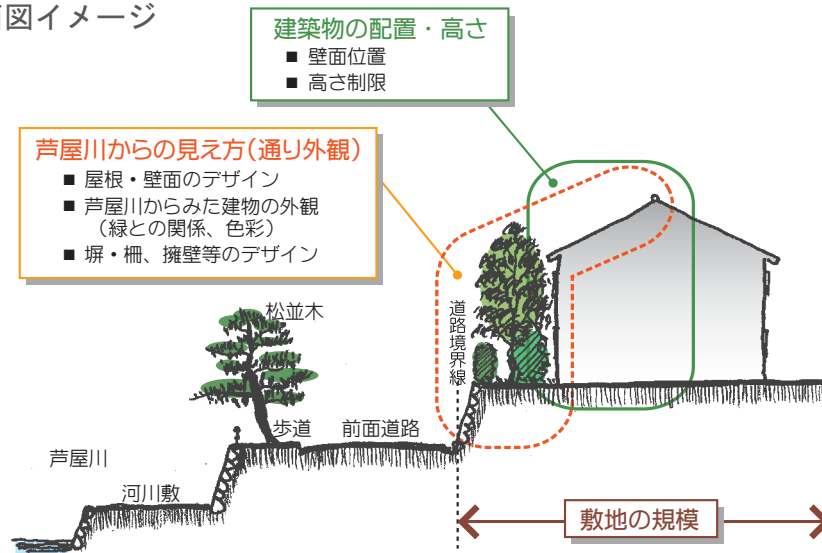 面図イメージ
建築物の配置・高さ
■ 壁面位置
■ 高さ制限
芦屋川からの見え方(通り外観)
■ 屋根・壁面のデザイン
■ 芦屋川からみた建物の外観
(緑との関係、色彩)
■ 塀・柵、擁壁等のデザイン
松並木
道路境界線
歩道
前面道路
芦屋川
河川敷
敷地の規模